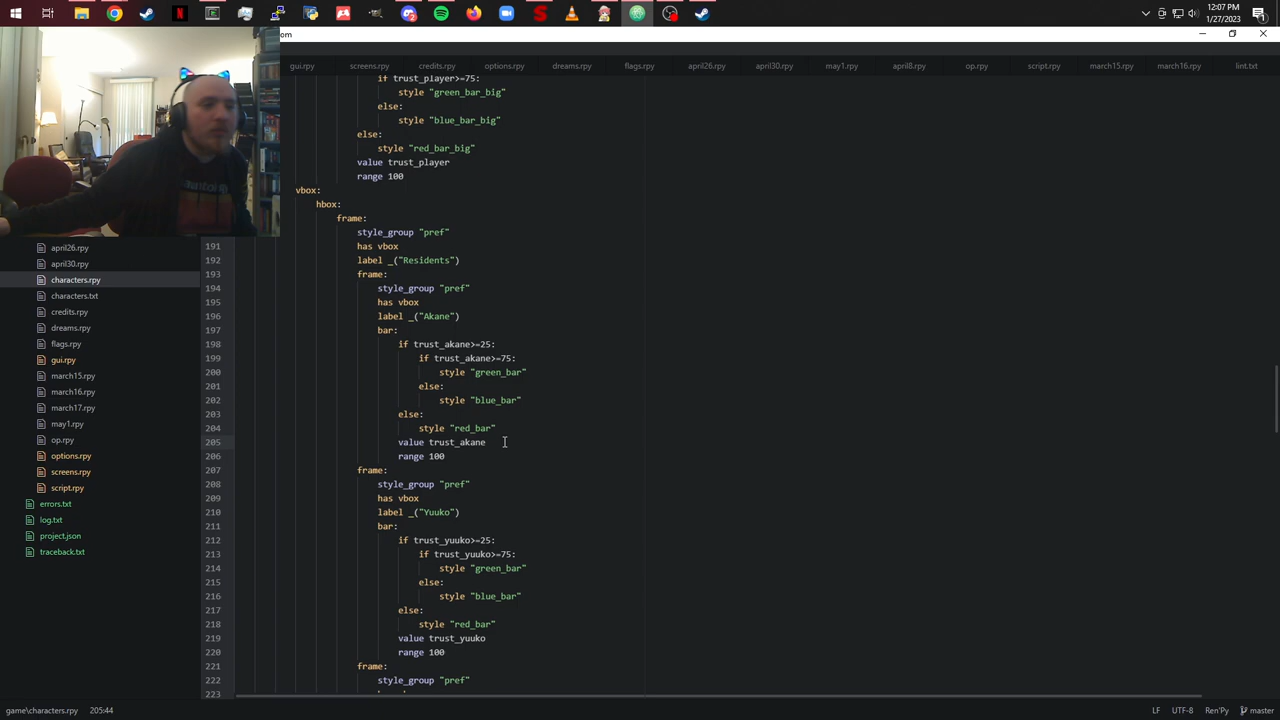 12:07 PM
1/27/2023
om
gui.rpy screens.rpy credits.rpy options.rpy dreams.rpy flags.rpy april26.rpy april30.rpy may1.rpy april8.rpy op.rpy script.rpy march15.rpy march16.rpy lint.txt
if trust_player>=75:
style "green_bar_big"
else:
style "blue_bar_big"
else:
style "red_bar_big"
value trust_player
range 100
vbox:
hbox:
frame:
style_group "pref"
191 has vbox
192 label _("Residents")
193 frame:
194 style_group "pref"
195 has vbox
196 label _("Akane")
197 bar:
198 if trust_akane>=25:
199 if trust_akane>=75:
200 style "green_bar"
201 else:
202 style "blue_bar"
203 else:
204 style "red_bar"
205 value trust_akane
206 range 100
207 frame:
208 style_group "pref"
209 has vbox
210 label _("Yuuko")
211 bar:
212 if trust_yuuko>=25:
213 if trust_yuuko>=75:
214 style "green_bar"
215 else:
216 style "blue_bar"
217 else:
218 style "red_bar"
219 value trust_yuuko
220 range 100
221 frame:
222 style_group "pref"
223
april26.rpy
april30.rpy
characters.rpy
characters.txt
credits.rpy
dreams.rpy
flags.rpy
gui.rpy
march15.rpy
march16.rpy
march17.rpy
may1.rpy
op.rpy
options.rpy
screens.rpy
script.rpy
errors.txt
log.txt
project.json
traceback.txt
game\characters.rpy 205:44 LF UTF-8 Ren'Py master